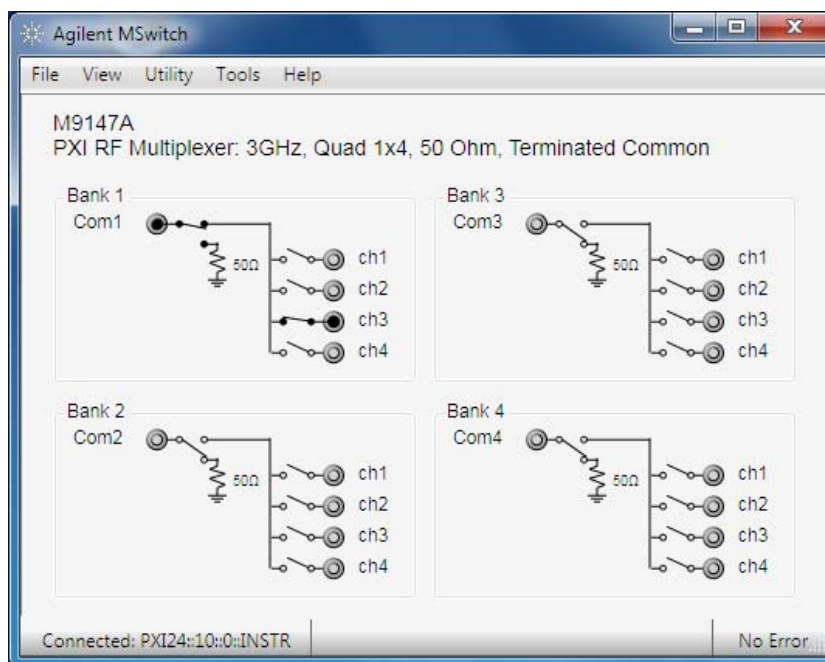 Agilent MSwitch
File View Utility Tools Help
M9147A
PXI RF Multiplexer: 3GHz, Quad 1x4, 50 Ohm, Terminated Common
Bank 1
Com1
50Ω
ch1
ch2
ch3
ch4
Bank 3
Com3
50Ω
ch1
ch2
ch3
ch4
Bank 2
Com2
50Ω
ch1
ch2
ch3
ch4
Bank 4
Com4
50Ω
ch1
ch2
ch3
ch4
Connected: PXI24::10::0::INSTR
No Error